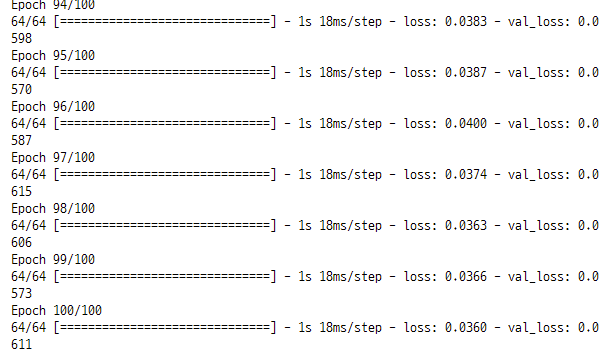 Epoch 94/100
64/64 [==============================] - 1s 18ms/step - loss: 0.0383 - val_loss: 0.0
598
Epoch 95/100
64/64 [==============================] - 1s 18ms/step - loss: 0.0387 - val_loss: 0.0
570
Epoch 96/100
64/64 [==============================] - 1s 18ms/step - loss: 0.0400 - val_loss: 0.0
587
Epoch 97/100
64/64 [==============================] - 1s 18ms/step - loss: 0.0374 - val_loss: 0.0
615
Epoch 98/100
64/64 [==============================] - 1s 18ms/step - loss: 0.0363 - val_loss: 0.0
606
Epoch 99/100
64/64 [==============================] - 1s 18ms/step - loss: 0.0366 - val_loss: 0.0
573
Epoch 100/100
64/64 [==============================] - 1s 18ms/step - loss: 0.0360 - val_loss: 0.0
611